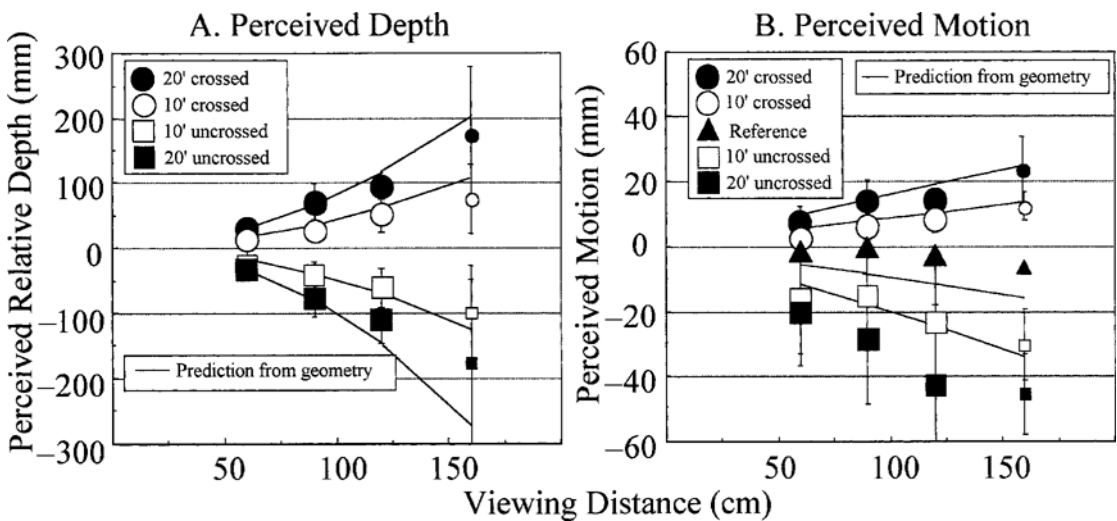 A. Perceived Depth
Perceived Relative Depth (mm)
300
200
100
0
−100
−200
−300
20' crossed
10' crossed
10' uncrossed
20' uncrossed
Prediction from geometry
50
100
150
B. Perceived Motion
Perceived Motion (mm)
60
40
20
0
−20
−40
−60
20' crossed
10' crossed
Reference
10' uncrossed
20' uncrossed
Prediction from geometry
50
100
150
Viewing Distance (cm)